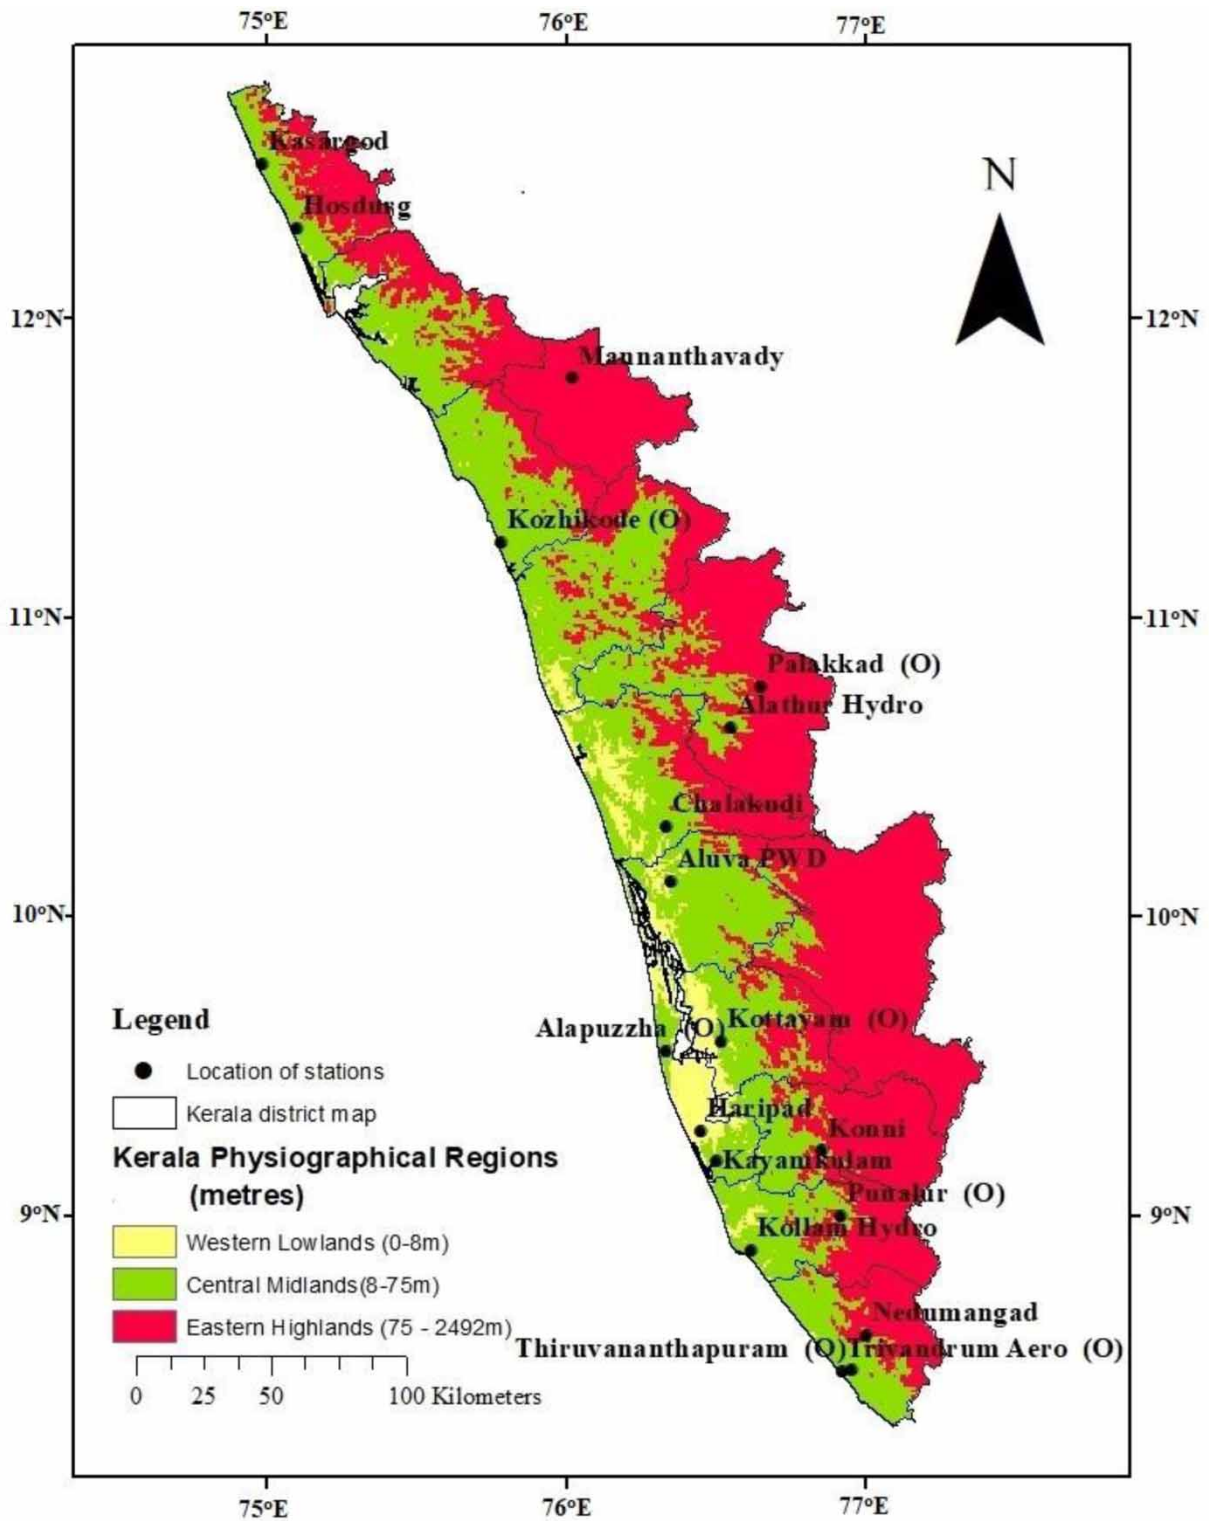 75°E 76°E 77°E
N
Kasargod
Hosdurg
12°N 12°N
Mannanthavady
Kozhikode (O)
11°N 11°N
Palakkad (O)
Alathur Hydro
Chalakudi
Aluva PWD
10°N 10°N
Legend
Alapuzzha (O) Kottayam (O)
Location of stations
Kerala district map
Haripad
Konni
Kayamkulam
Kerala Physiographical Regions
(metres)
Punalur (O)
9°N 9°N
Kollam Hydro
Western Lowlands (0-8m)
Central Midlands(8-75m)
Eastern Highlands (75 - 2492m)
Nedumangad
Thiruvananthapuram (O)Trivandrum Aero (O)
0 25 50 100 Kilometers
75°E 76°E 77°E